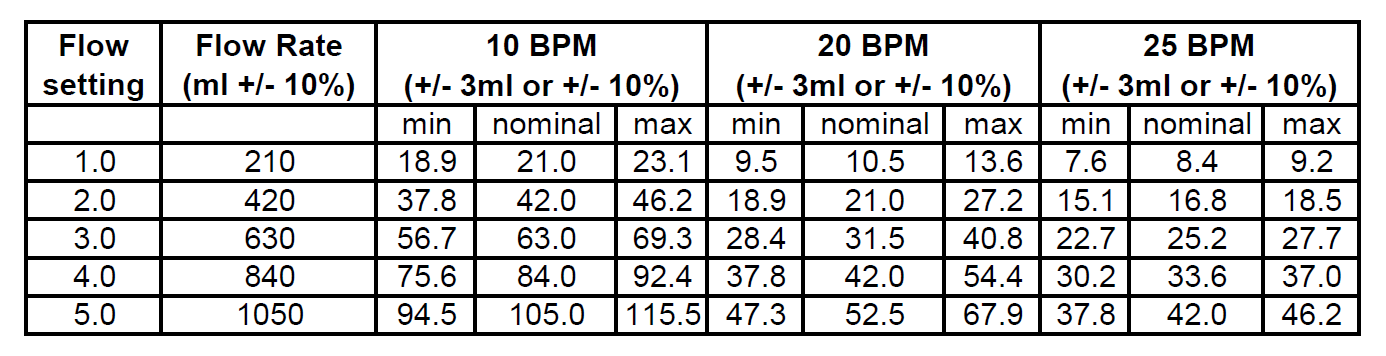 Flow Flow Rate 10 BPM 20 BPM 25 BPM
setting (ml +/- 10%) (+/- 3ml or +/- 10%) (+/- 3ml or +/- 10%) (+/- 3ml or +/- 10%)
min nominal max min nominal max min nominal max
1.0 210 18.9 21.0 23.1 9.5 10.5 13.6 7.6 8.4 9.2
2.0 420 37.8 42.0 46.2 18.9 21.0 27.2 15.1 16.8 18.5
3.0 630 56.7 63.0 69.3 28.4 31.5 40.8 22.7 25.2 27.7
4.0 840 75.6 84.0 92.4 37.8 42.0 54.4 30.2 33.6 37.0
5.0 1050 94.5 105.0 115.5 47.3 52.5 67.9 37.8 42.0 46.2